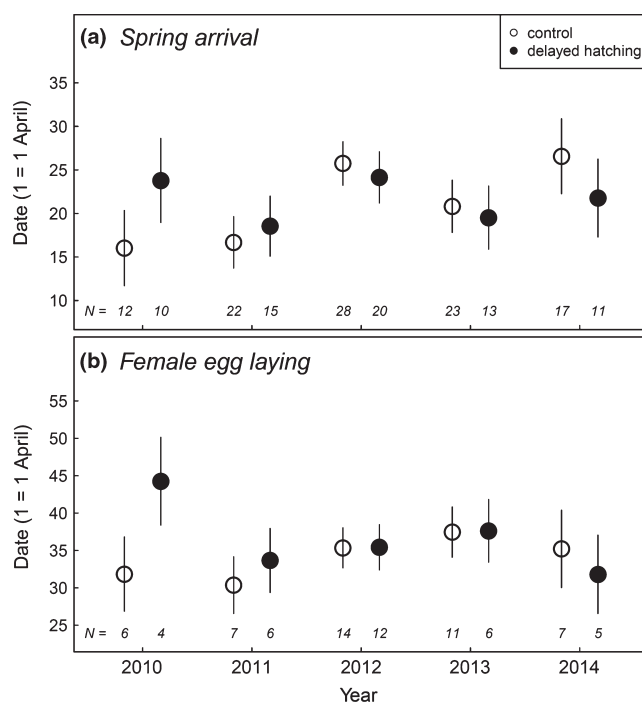 (a) Spring arrival
control
delayed hatching
Date (1 = 1 April)
35
30
25
20
15
10
N = 12 10 22 15 28 20 23 13 17 11
(b) Female egg laying
Date (1 = 1 April)
55
50
45
40
35
30
25
N = 6 4 7 6 14 12 11 6 7 5
2010 2011 2012 2013 2014
Year